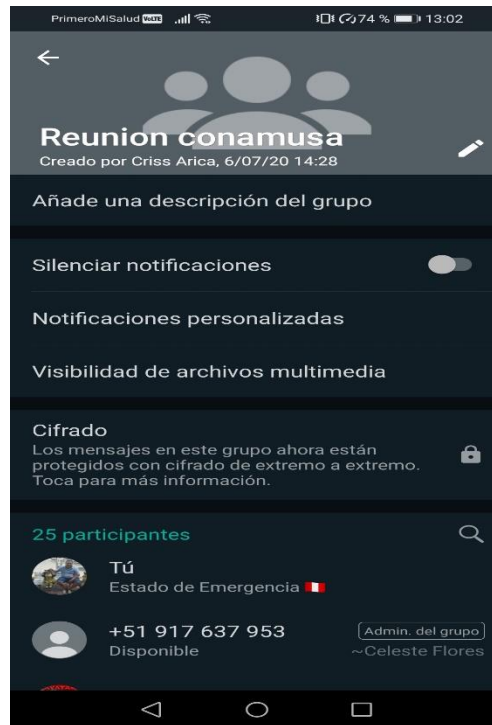 PrimeroMiSalud VoLTE 74 % 13:02
Reunion conamusa
Creado por Criss Arica, 6/07/20 14:28
Añade una descripción del grupo
Silenciar notificaciones
Notificaciones personalizadas
Visibilidad de archivos multimedia
Cifrado
Los mensajes en este grupo ahora están
protegidos con cifrado de extremo a extremo.
Toca para más información.
25 participantes
Tú
Estado de Emergencia 🇵🇪
+51 917 637 953 Admin. del grupo
Disponible ~Celeste Flores